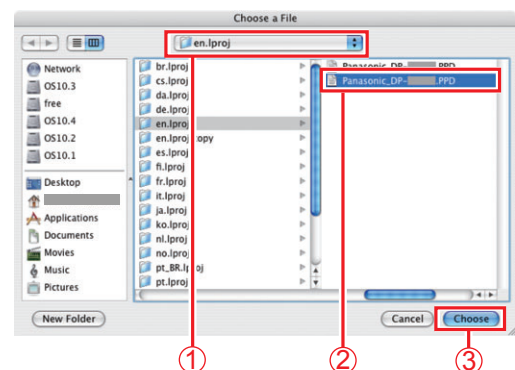 Choose a File
en.lproj
Network
OS10.3
free
OS10.4
OS10.2
OS10.1
Desktop
Applications
Documents
Movies
Music
Pictures
br.lproj
cs.lproj
da.lproj
de.lproj
en.lproj
en.lproj copy
es.lproj
fi.lproj
fr.lproj
it.lproj
ja.lproj
ko.lproj
nl.lproj
no.lproj
pt_BR.lproj
pt.lproj
Panasonic_DP- .PPD
Panasonic_DP- .PPD
New Folder
Cancel
Choose
① ② ③